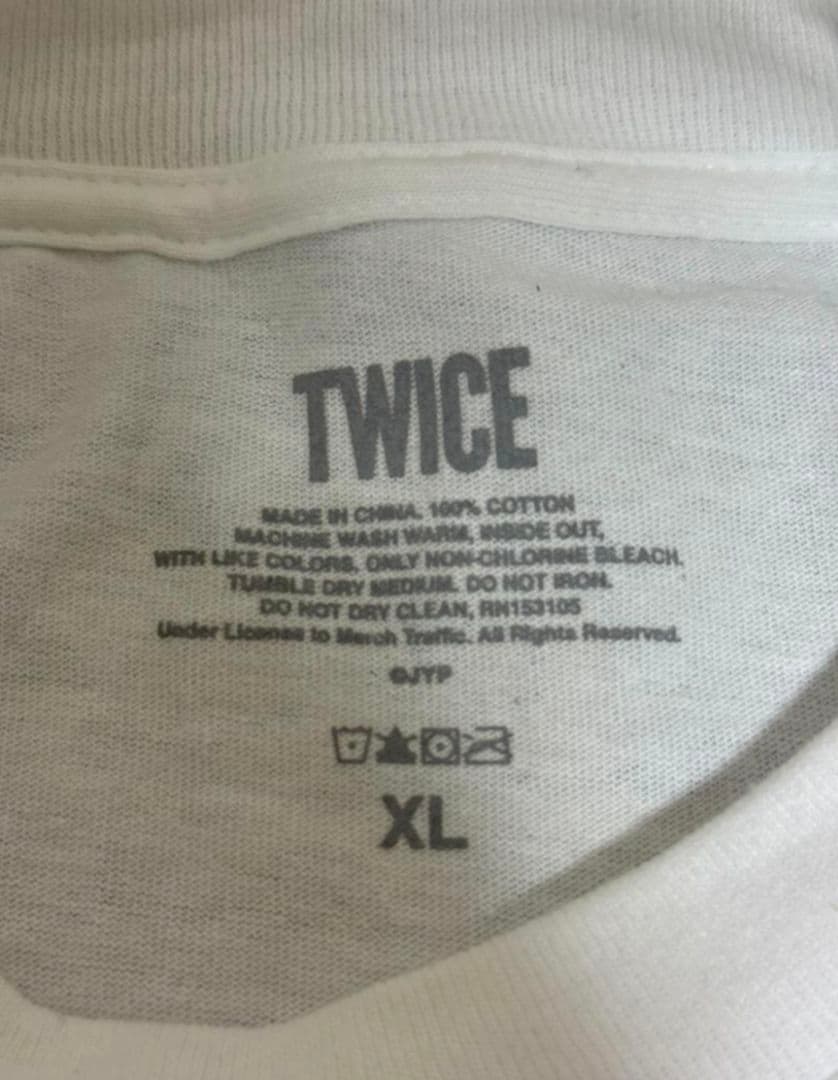 TWICE
MADE IN CHINA. 100% COTTON
MACHINE WASH WARM, INSIDE OUT,
WITH LIKE COLORS, ONLY NON-CHLORINE BLEACH,
TUMBLE DRY MEDIUM. DO NOT IRON.
DO NOT DRY CLEAN, RN153105
Under License to Merch Traffic. All Rights Reserved.
©JYP
XL